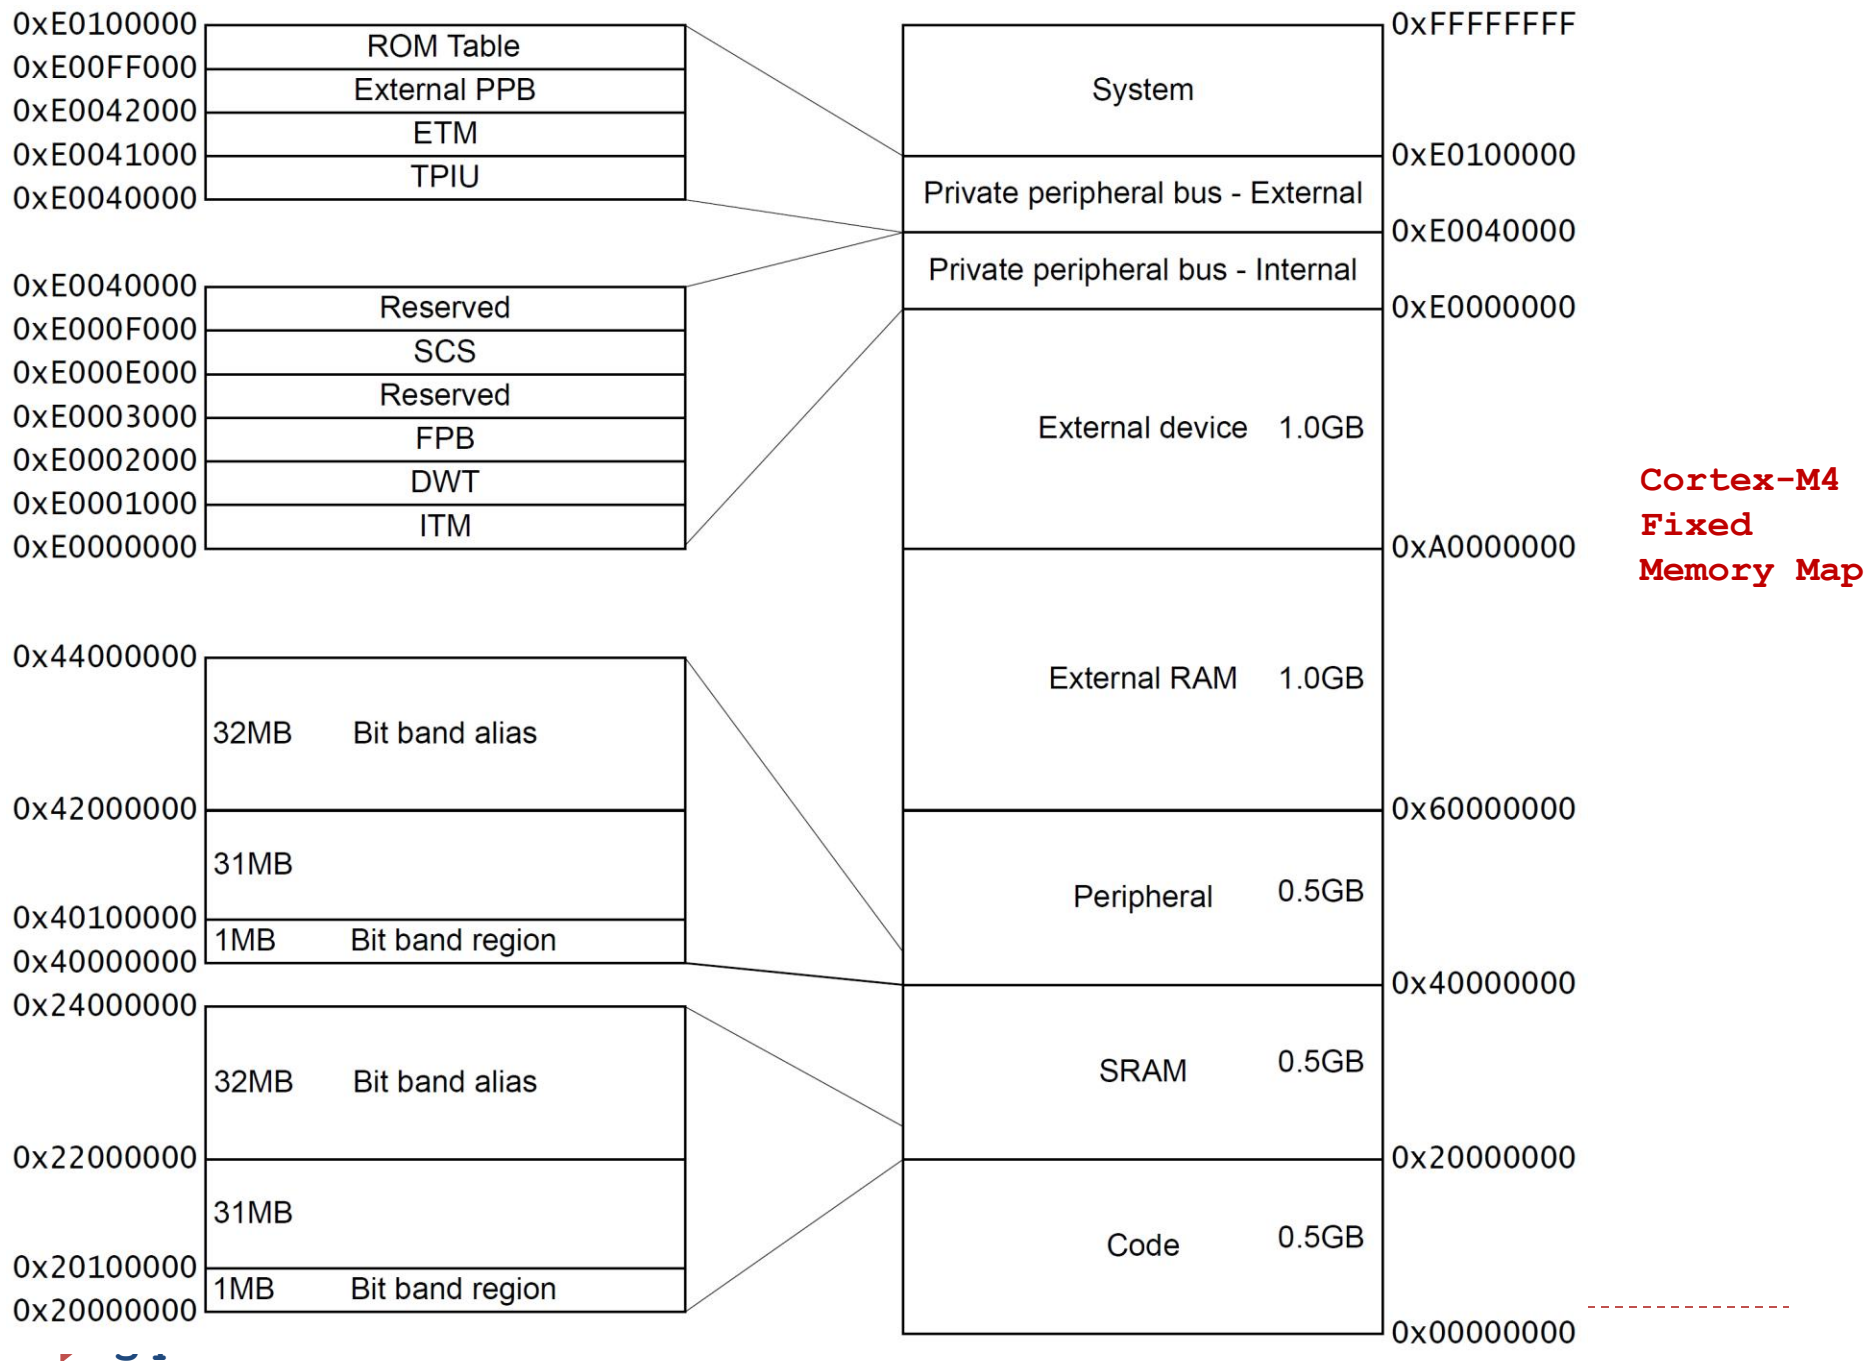 0xE0100000
ROM Table
0xE00FF000
External PPB
0xE0042000
ETM
0xE0041000
TPIU
0xE0040000
0xE0040000
Reserved
0xE000F000
SCS
0xE000E000
Reserved
0xE0003000
FPB
0xE0002000
DWT
0xE0001000
ITM
0xE0000000
0x44000000
32MB Bit band alias
0x42000000
31MB
0x40100000
1MB Bit band region
0x40000000
0x24000000
32MB Bit band alias
0x22000000
31MB
0x20100000
1MB Bit band region
0x20000000
0xFFFFFFFF
System
0xE0100000
Private peripheral bus - External
0xE0040000
Private peripheral bus - Internal
0xE0000000
External device 1.0GB
0xA0000000
External RAM 1.0GB
0x60000000
Peripheral 0.5GB
0x40000000
SRAM 0.5GB
0x20000000
Code 0.5GB
0x00000000
Cortex-M4
Fixed
Memory Map